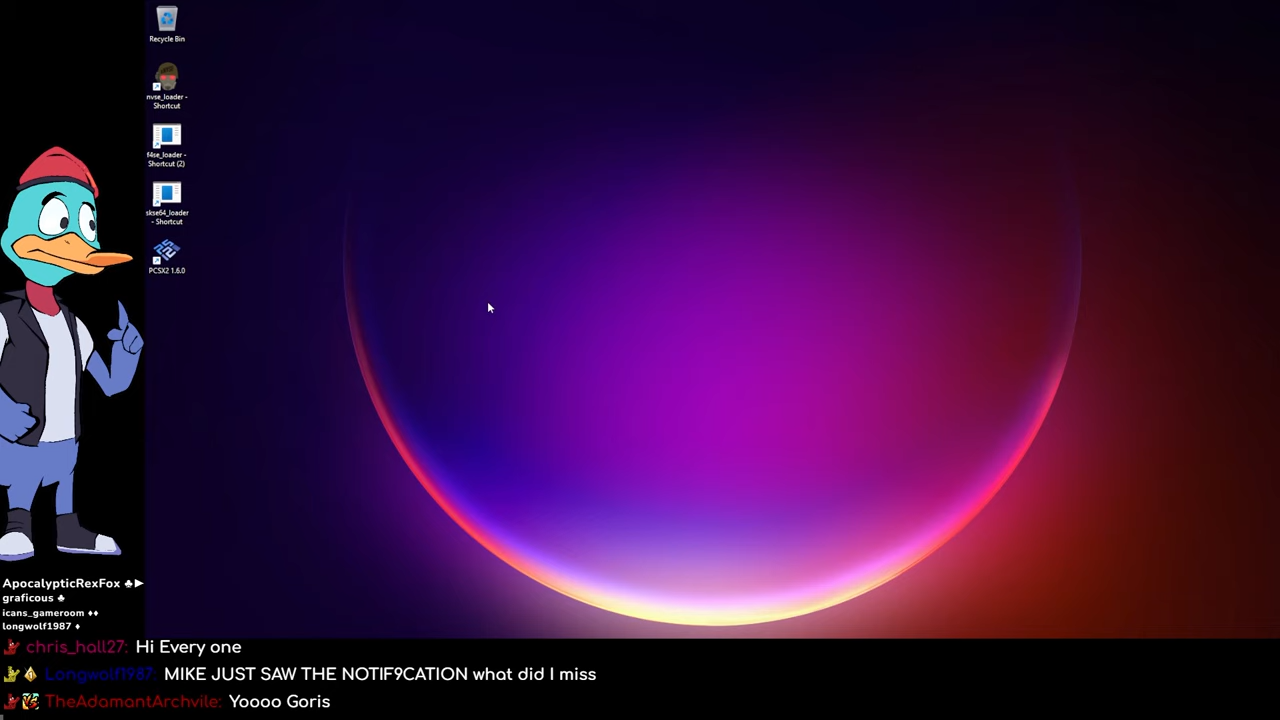 Recycle Bin
nvse_loader -
Shortcut
f4se_loader -
Shortcut (2)
skse64_loader
- Shortcut
PCSX2 1.6.0
ApocalypticRexFox ♣▶
graficous ♣
icans_gameroom ♦♦
longwolf1987 ♦
chris_hall27: Hi Every one
Longwolf1987: MIKE JUST SAW THE NOTIF9CATION what did I miss
TheAdamantArchvile: Yoooo Goris